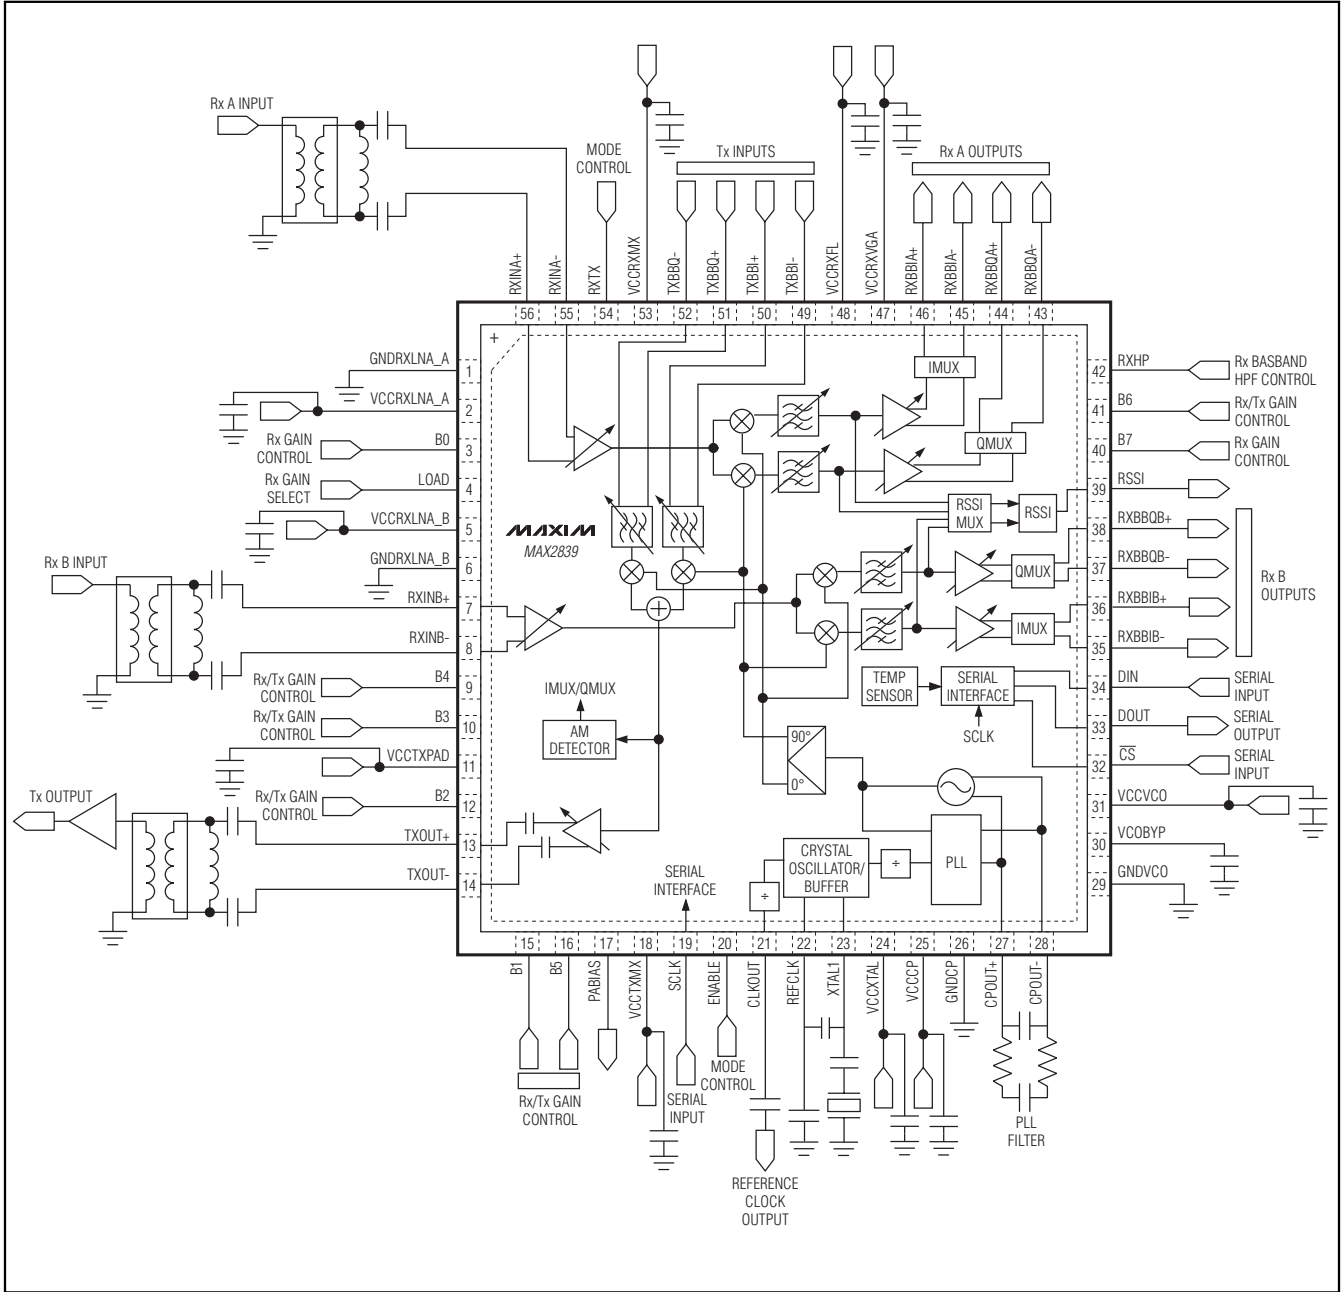 Rx A INPUT
MODE
CONTROL
Tx INPUTS
Rx A OUTPUTS
RXINA+
RXINA-
RXTX
VCCRXMX
TXBBQ-
TXBBQ+
TXBBI+
TXBBI-
VCCRXFL
VCCRXVGA
RXBBIA+
RXBBIA-
RXBBQA+
RXBBQA-
56
55
54
53
52
51
50
49
48
47
46
45
44
43
+
GNDRXLNA_A
1
VCCRXLNA_A
2
Rx GAIN
CONTROL
B0
3
Rx GAIN
SELECT
LOAD
4
VCCRXLNA_B
5
GNDRXLNA_B
6
Rx B INPUT
RXINB+
7
RXINB-
8
Rx/Tx GAIN
CONTROL
B4
9
Rx/Tx GAIN
CONTROL
B3
10
VCCTXPAD
11
Tx OUTPUT
Rx/Tx GAIN
CONTROL
B2
12
TXOUT+
13
TXOUT-
14
IMUX
QMUX
RSSI
MUX
RSSI
MAXIM
MAX2839
QMUX
IMUX
TEMP
SENSOR
SERIAL
INTERFACE
SCLK
IMUX/QMUX
AM
DETECTOR
90°
0°
CRYSTAL
OSCILLATOR/
BUFFER
÷
PLL
÷
SERIAL
INTERFACE
42
RXHP
Rx BASBAND
HPF CONTROL
41
B6
Rx/Tx GAIN
CONTROL
40
B7
Rx GAIN
CONTROL
39
RSSI
38
RXBBQB+
37
RXBBQB-
36
RXBBIB+
35
RXBBIB-
Rx B
OUTPUTS
34
DIN
SERIAL
INPUT
33
DOUT
SERIAL
OUTPUT
32
CS
SERIAL
INPUT
31
VCCVCO
30
VCOBYP
29
GNDVCO
15
16
17
18
19
20
21
22
23
24
25
26
27
28
B1
B5
PABIAS
VCCTXMX
SCLK
ENABLE
CLKOUT
REFCLK
XTAL1
VCCXTAL
VCCCP
GNDCP
CPOUT+
CPOUT-
Rx/Tx GAIN
CONTROL
SERIAL
INPUT
MODE
CONTROL
REFERENCE
CLOCK
OUTPUT
PLL
FILTER